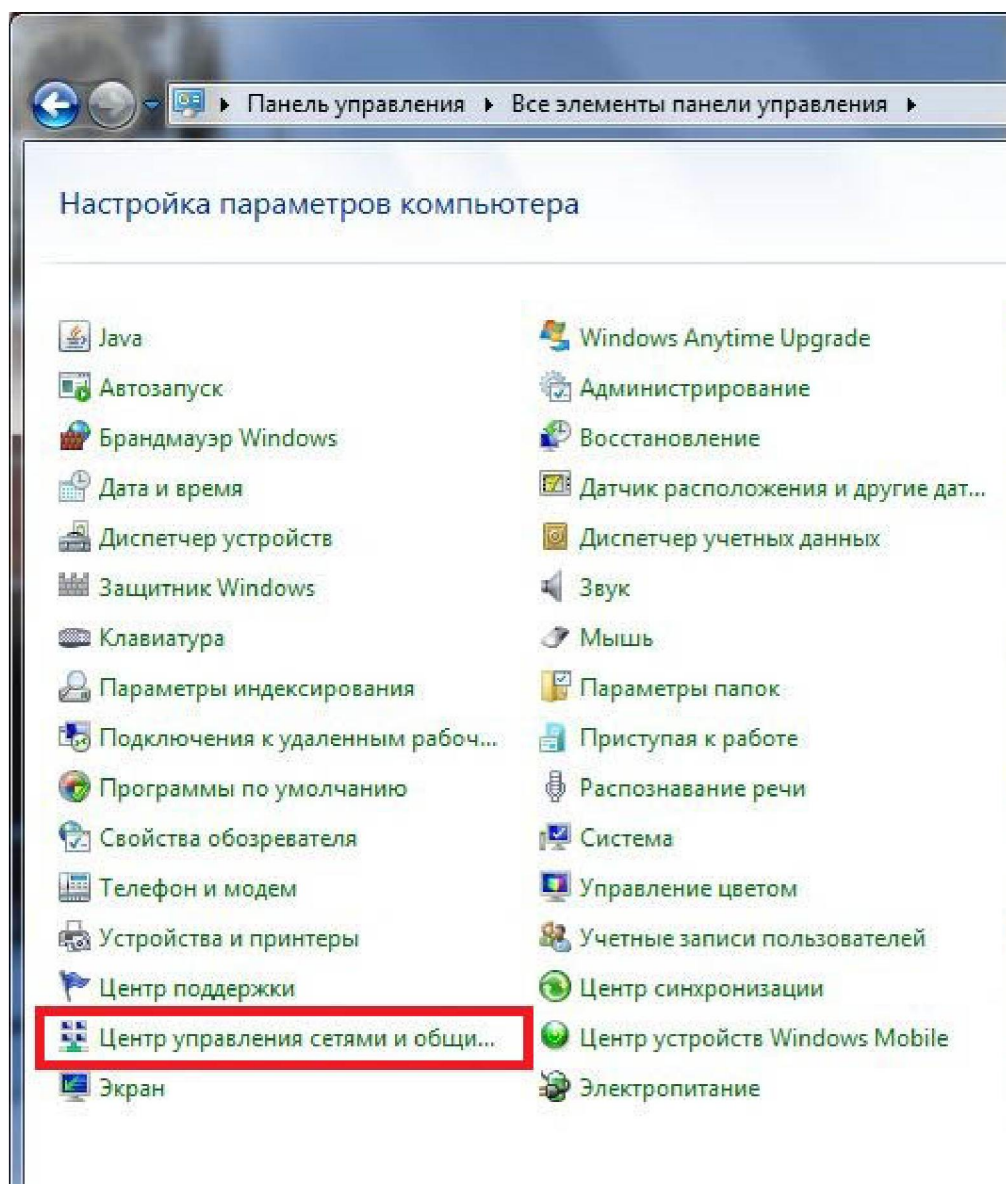 Панель управления Все элементы панели управления
Настройка параметров компьютера
Java
Автозапуск
Брандмауэр Windows
Дата и время
Диспетчер устройств
Защитник Windows
Клавиатура
Параметры индексирования
Подключения к удаленным рабоч...
Программы по умолчанию
Свойства обозревателя
Телефон и модем
Устройства и принтеры
Центр поддержки
Центр управления сетями и общи...
Экран
Windows Anytime Upgrade
Администрирование
Восстановление
Датчик расположения и другие дат...
Диспетчер учетных данных
Звук
Мышь
Параметры папок
Приступая к работе
Распознавание речи
Система
Управление цветом
Учетные записи пользователей
Центр синхронизации
Центр устройств Windows Mobile
Электропитание